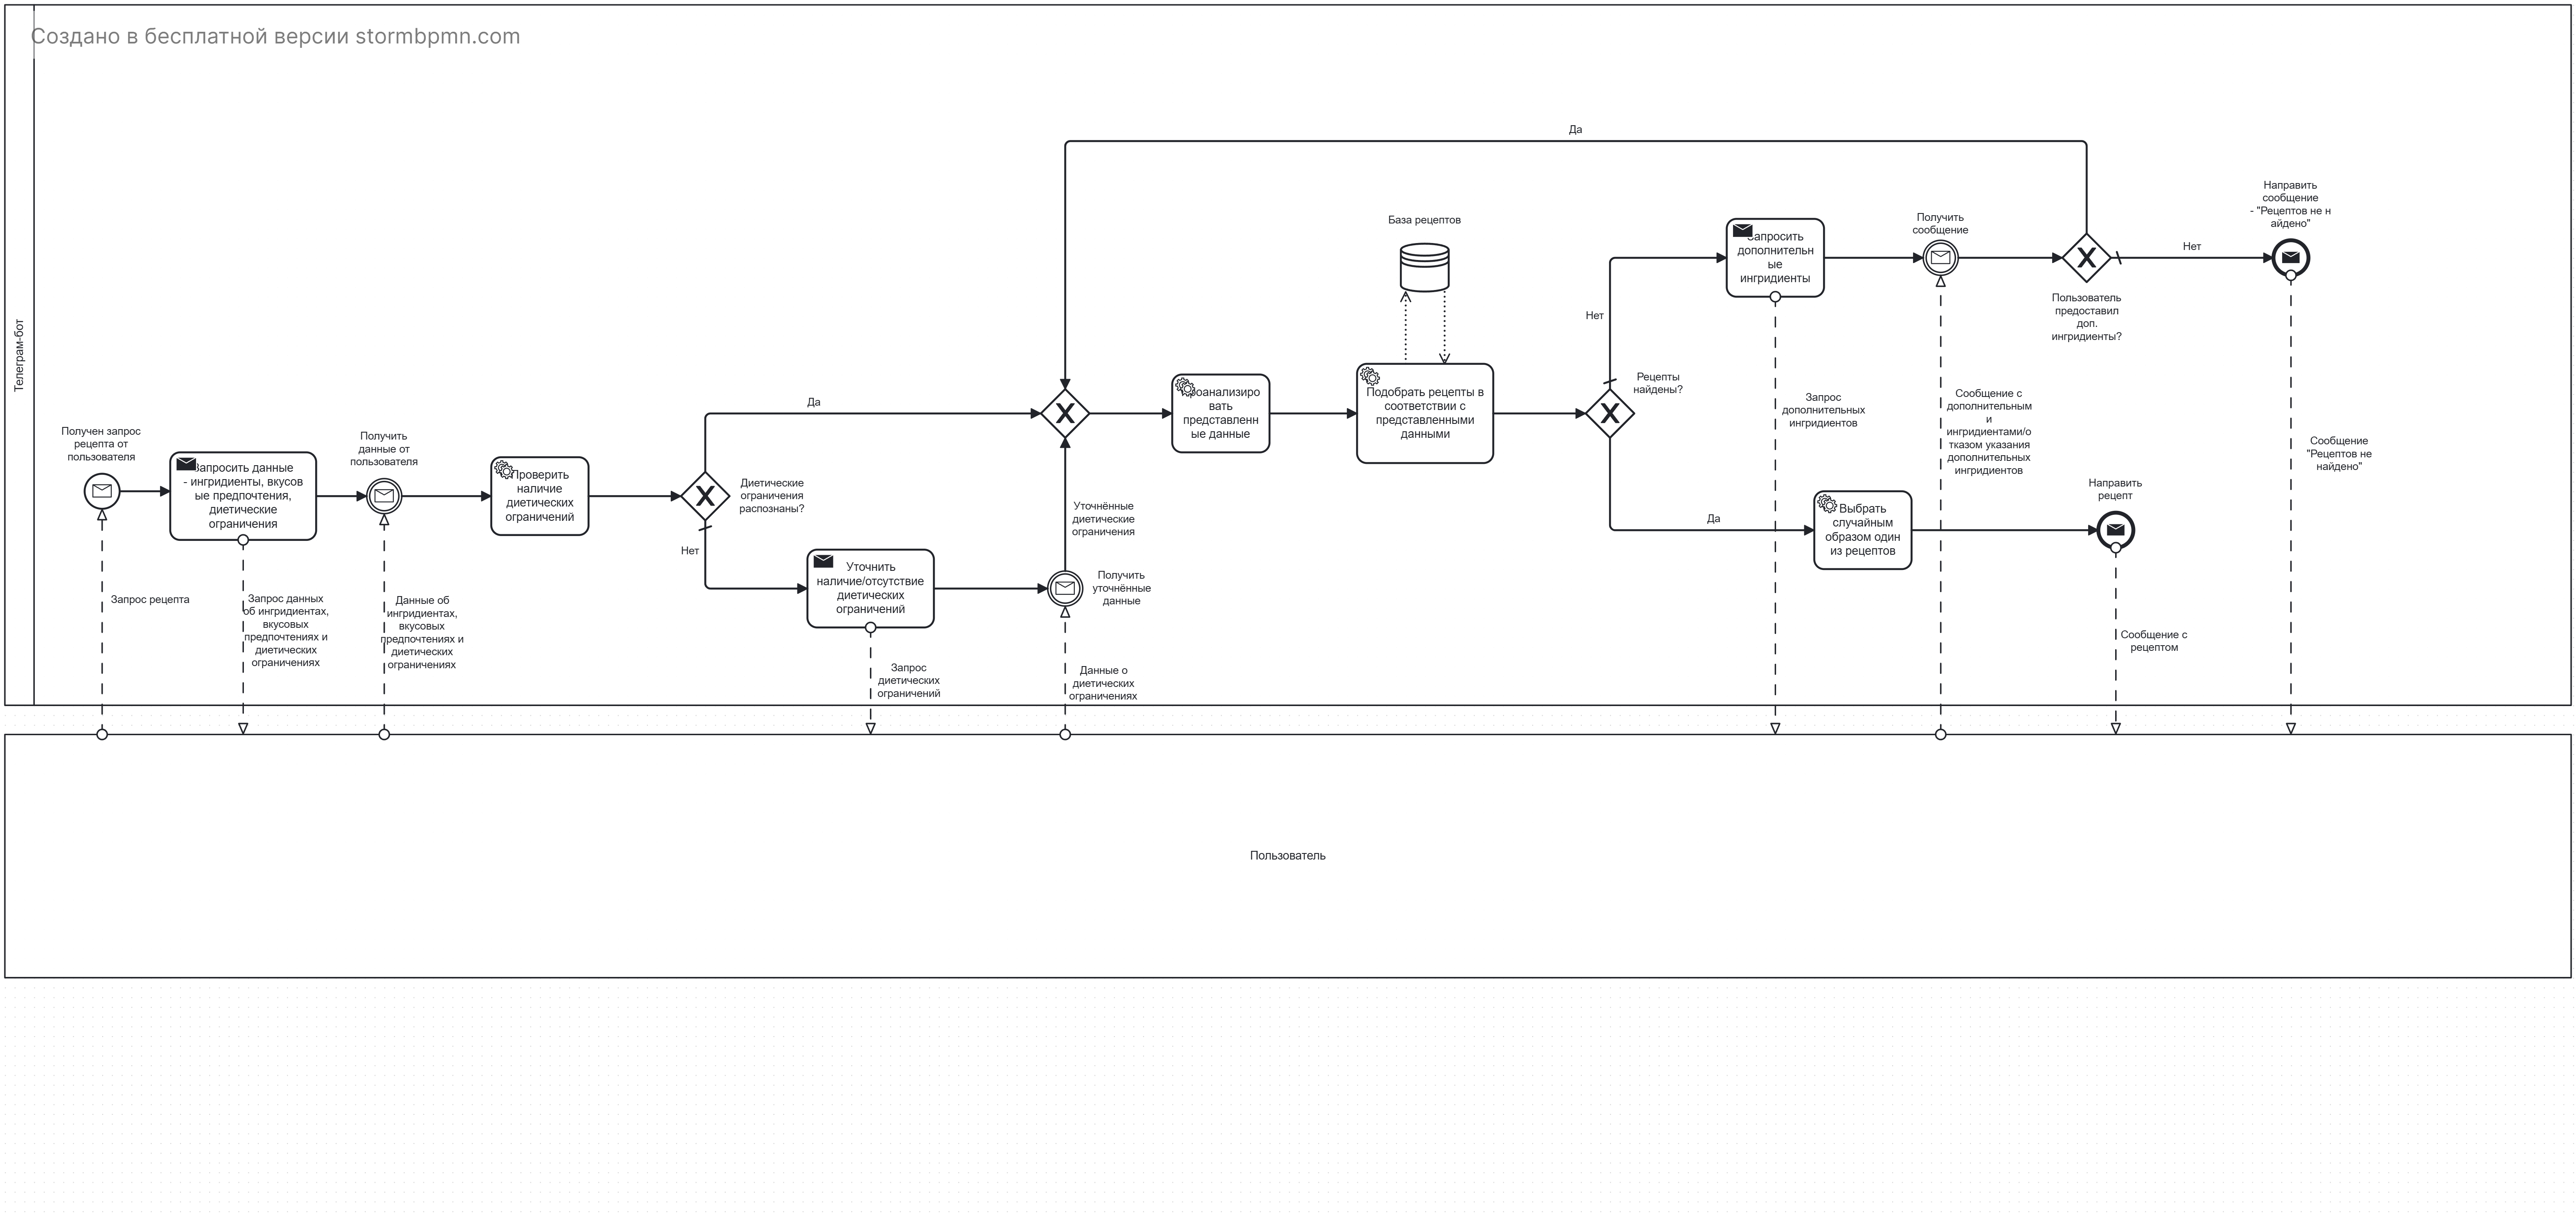 Создано в бесплатной версии stormbpmn.com
Телеграм-бот
Получен запрос
рецепта от
пользователя
Запрос рецепта
Запросить данные
- ингридиенты, вкусов
ые предпочтения,
диетические
ограничения
Запрос данных
об ингридиентах,
вкусовых
предпочтениях и
диетических
ограничениях
Получить
данные от
пользователя
Данные об
ингридиентах,
вкусовых
предпочтениях и
диетических
ограничениях
Проверить
наличие
диетических
ограничений
Диетические
ограничения
распознаны?
Да
Нет
Уточнить
наличие/отсутствие
диетических
ограничений
Запрос
диетических
ограничений
Получить
уточнённые
данные
Данные о
диетических
ограничениях
Уточнённые
диетические
ограничения
Проанализиро
вать
представленн
ые данные
База рецептов
Подобрать рецепты в
соответствии с
представленными
данными
Рецепты
найдены?
Нет
Да
Запросить
дополнительн
ые
ингридиенты
Запрос
дополнительных
ингридиентов
Получить
сообщение
Сообщение с
дополнительным
и
ингридиентами/о
тказом указания
дополнительных
ингридиентов
Пользователь
предоставил
доп.
ингридиенты?
Да
Нет
Направить
сообщение
- "Рецептов не н
айдено"
Сообщение
"Рецептов не
найдено"
Выбрать
случайным
образом один
из рецептов
Направить
рецепт
Сообщение с
рецептом
Пользователь